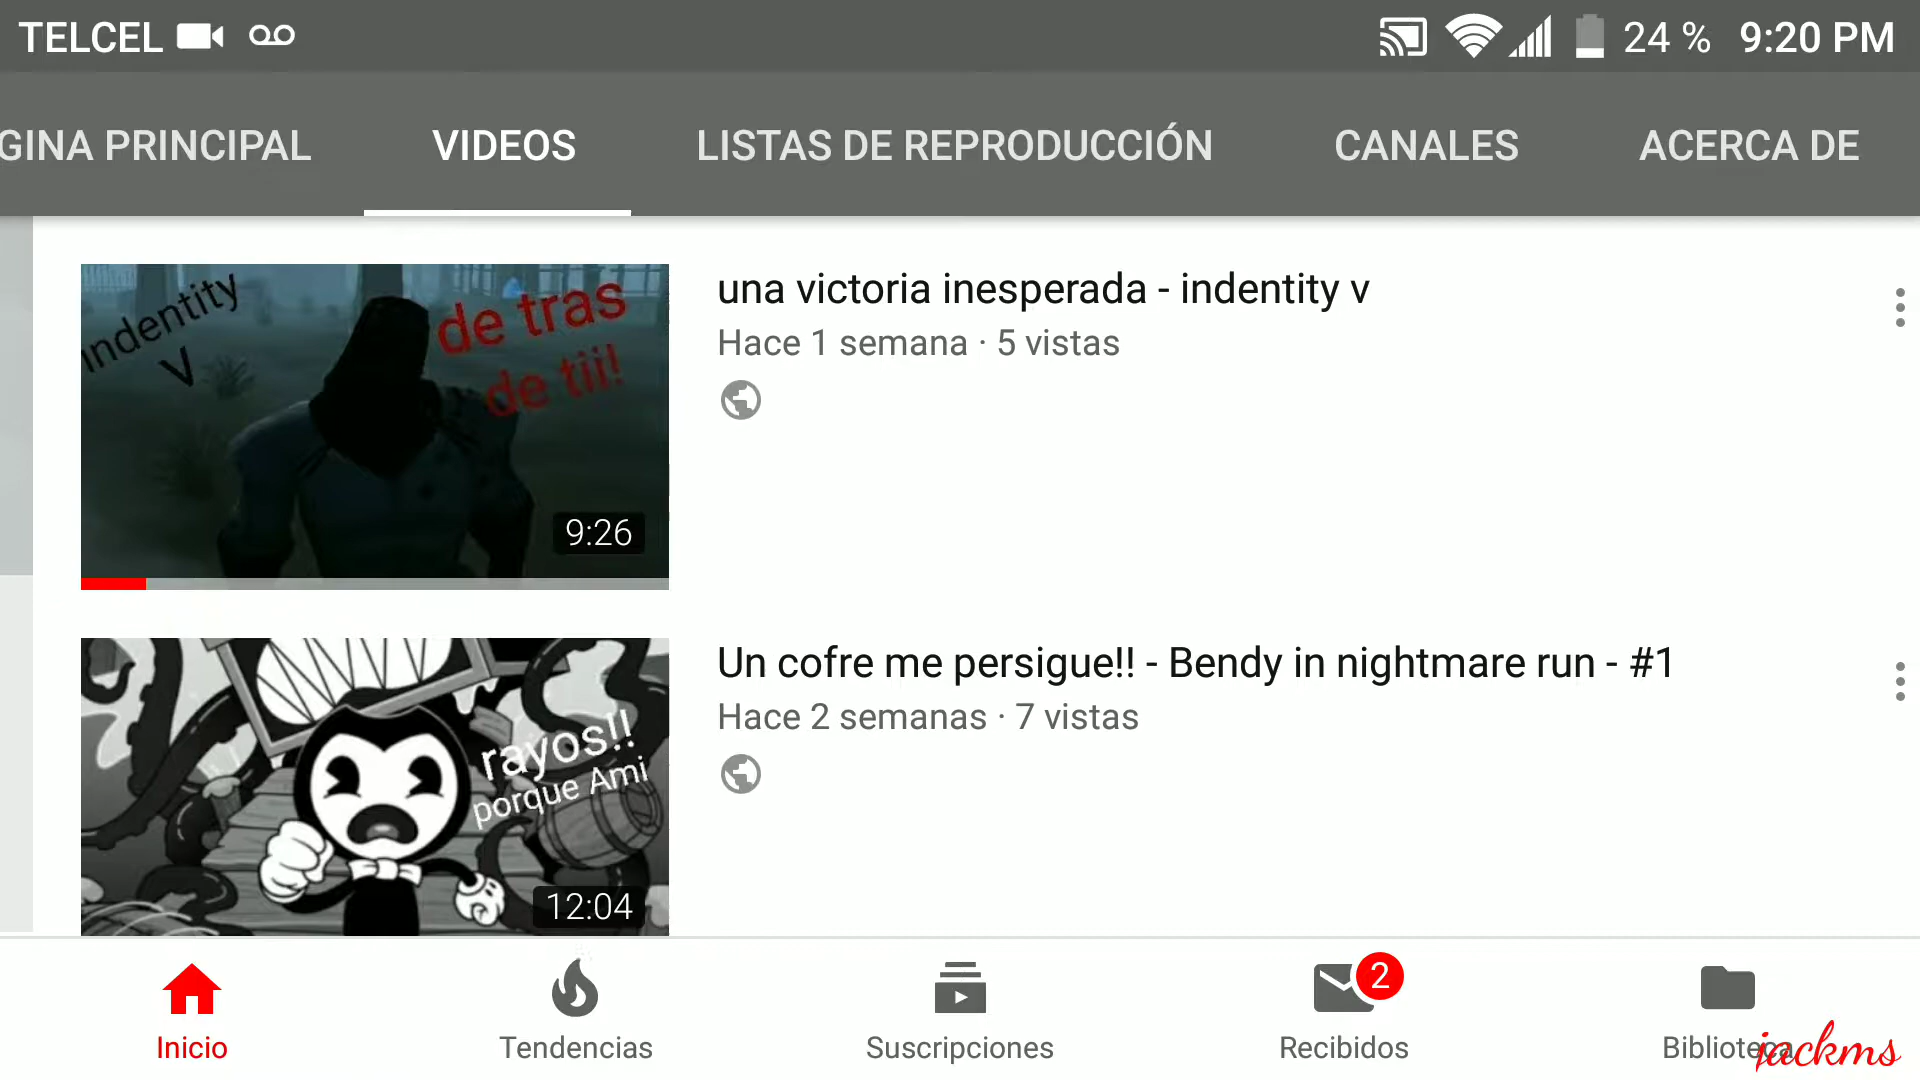 TELCEL 24 % 9:20 PM
GINA PRINCIPAL VIDEOS LISTAS DE REPRODUCCIÓN CANALES ACERCA DE
indentity
v
de tras
de tii!
9:26
una victoria inesperada - indentity v
Hace 1 semana · 5 vistas
rayos!!
porque Ami
12:04
Un cofre me persigue!! - Bendy in nightmare run - #1
Hace 2 semanas · 7 vistas
2
Inicio Tendencias Suscripciones Recibidos Biblioteca
jackms